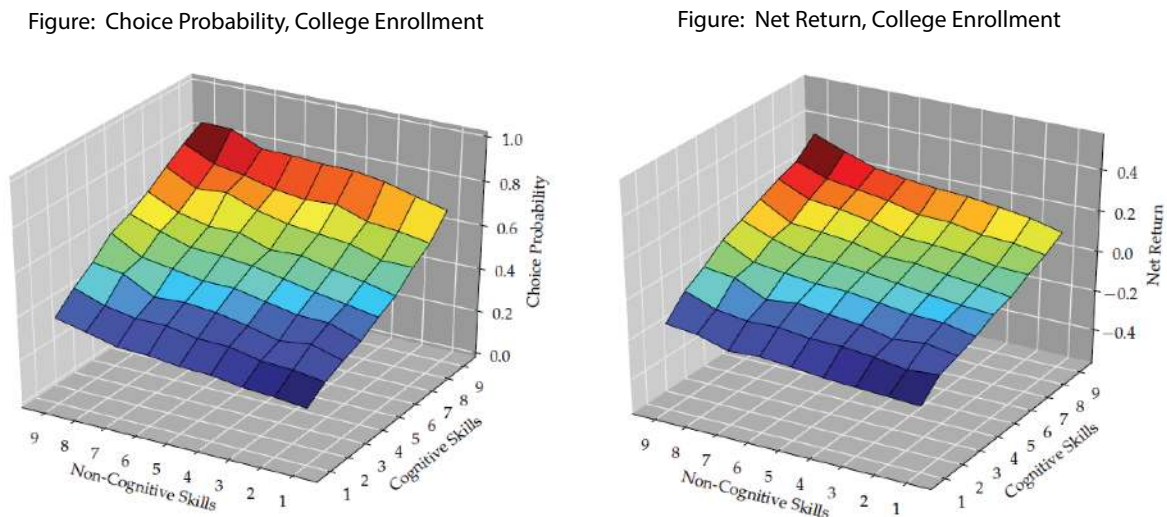 Figure: Choice Probability, College Enrollment
1.0
0.8
0.6
0.4
0.2
0.0
Choice Probability
9 8 7 6 5 4 3 2 1
Non-Cognitive Skills
1 2 3 4 5 6 7 8 9
Cognitive Skills
Figure: Net Return, College Enrollment
0.4
0.2
0.0
−0.2
−0.4
Net Return
9 8 7 6 5 4 3 2 1
Non-Cognitive Skills
1 2 3 4 5 6 7 8 9
Cognitive Skills